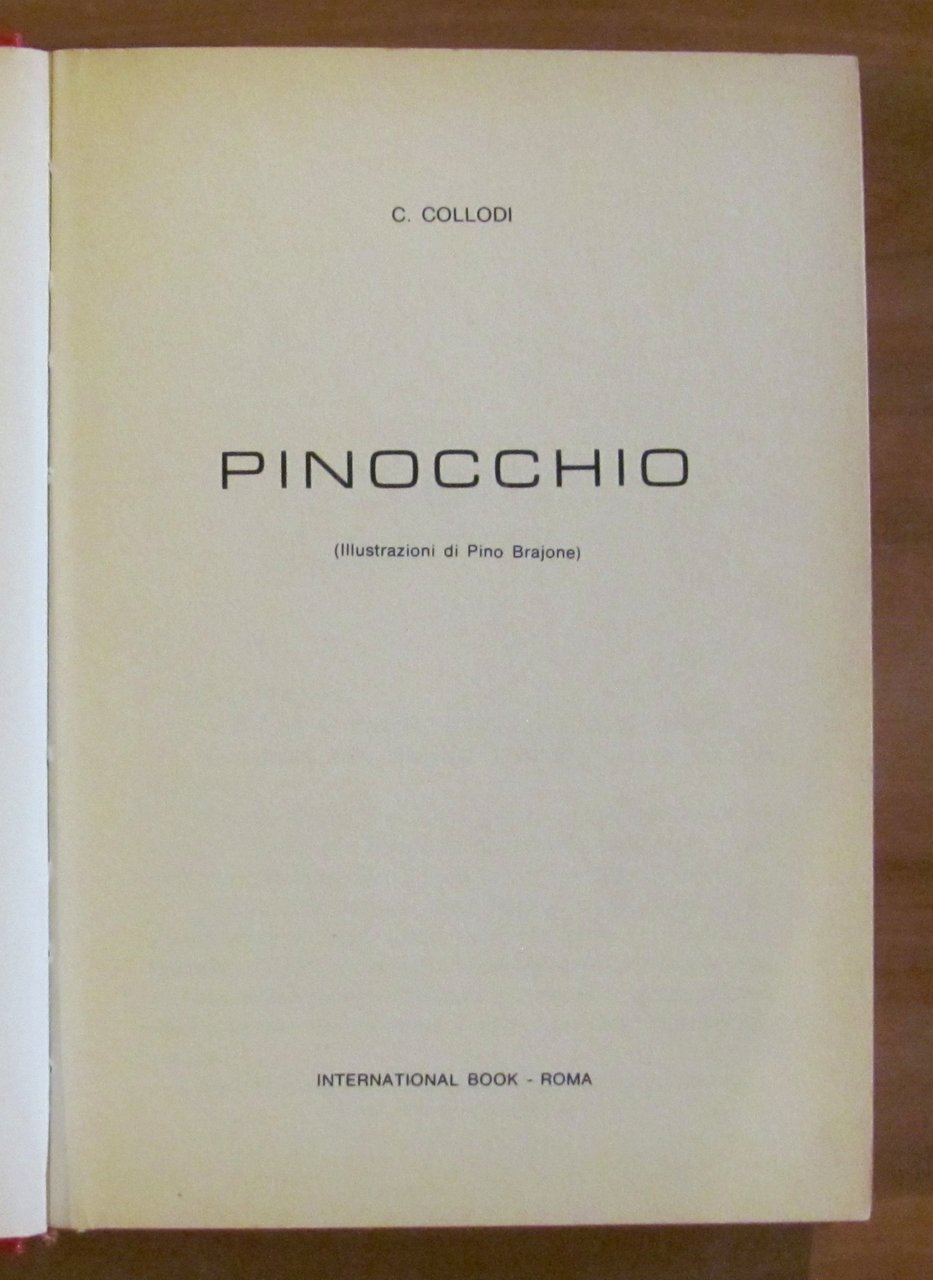 C. COLLODI
PINOCCHIO
(Illustrazioni di Pino Brajone)
INTERNATIONAL BOOK - ROMA